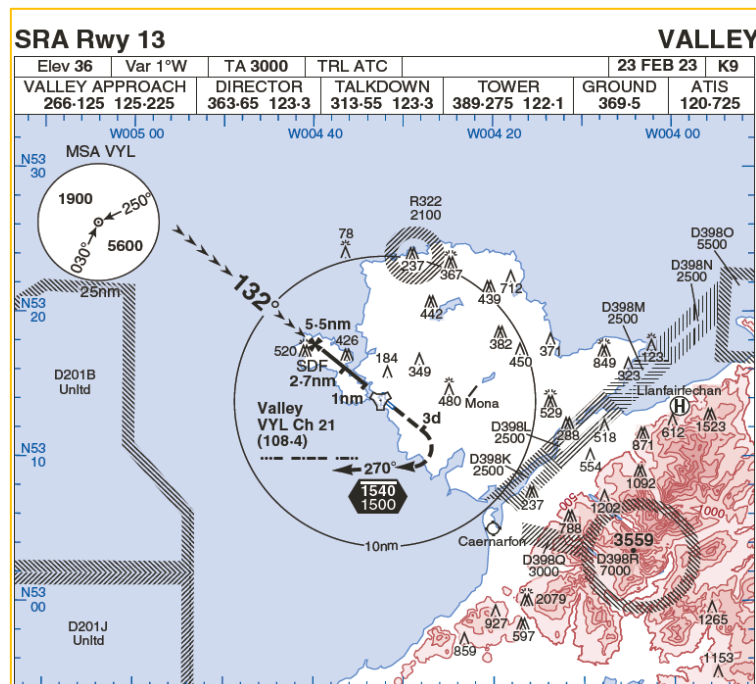 SRA Rwy 13 VALLEY
Elev 36 Var 1°W TA 3000 TRL ATC 23 FEB 23 K9
VALLEY APPROACH DIRECTOR TALKDOWN TOWER GROUND ATIS
266·125 125·225 363·65 123·3 313·55 123·3 389·275 122·1 369·5 120·725
W005 00 W004 40 W004 20 W004 00
MSA VYL
N53
30
1900
250°
5600
030°
25nm
R322
2100
78
237
367
712
439
442
D398O
5500
D398N
2500
D398M
2500
132°
N53
20
5·5nm
520
426
SDF
2·7nm
184
349
382
450
371
849
323
123
D201B
Unltd
1nm
480
Mona
Llanfairfechan
H
Valley
VYL Ch 21
(108·4)
3d
529
D398L
2500
288
518
612
1523
871
N53
10
270°
1540
1500
D398K
2500
554
1092
237
500
1202
788
1000
Caernarfon
10nm
3559
D398R
7000
D398Q
3000
N53
00
D201J
Unltd
2079
927
597
859
1265
1153